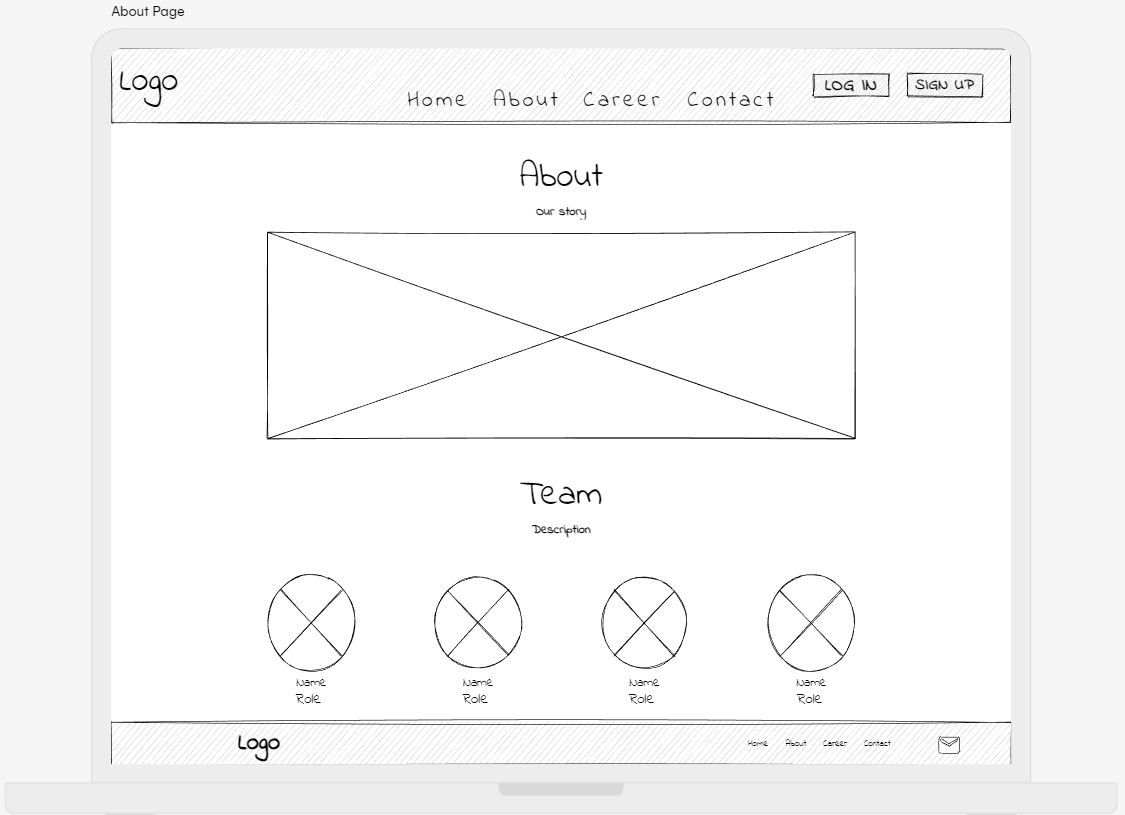 About Page
Logo
Home About Career Contact
LOG IN SIGN UP
About
Our story
Team
Description
Name Name Name Name
Role Role Role Role
Logo
Home About Career Contact